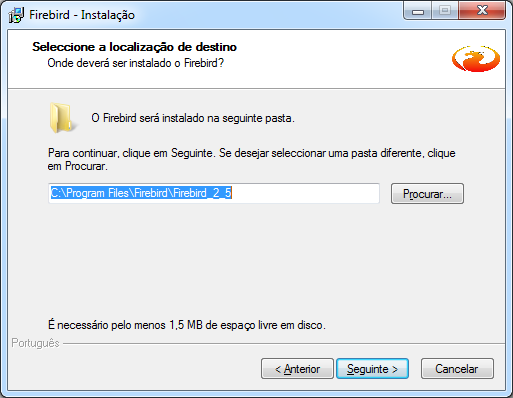 Firebird - Instalação
Seleccione a localização de destino
Onde deverá ser instalado o Firebird?
O Firebird será instalado na seguinte pasta.
Para continuar, clique em Seguinte. Se desejar seleccionar uma pasta diferente, clique
em Procurar.
C:\Program Files\Firebird\Firebird_2_5
Procurar...
É necessário pelo menos 1,5 MB de espaço livre em disco.
Português
< Anterior
Seguinte >
Cancelar